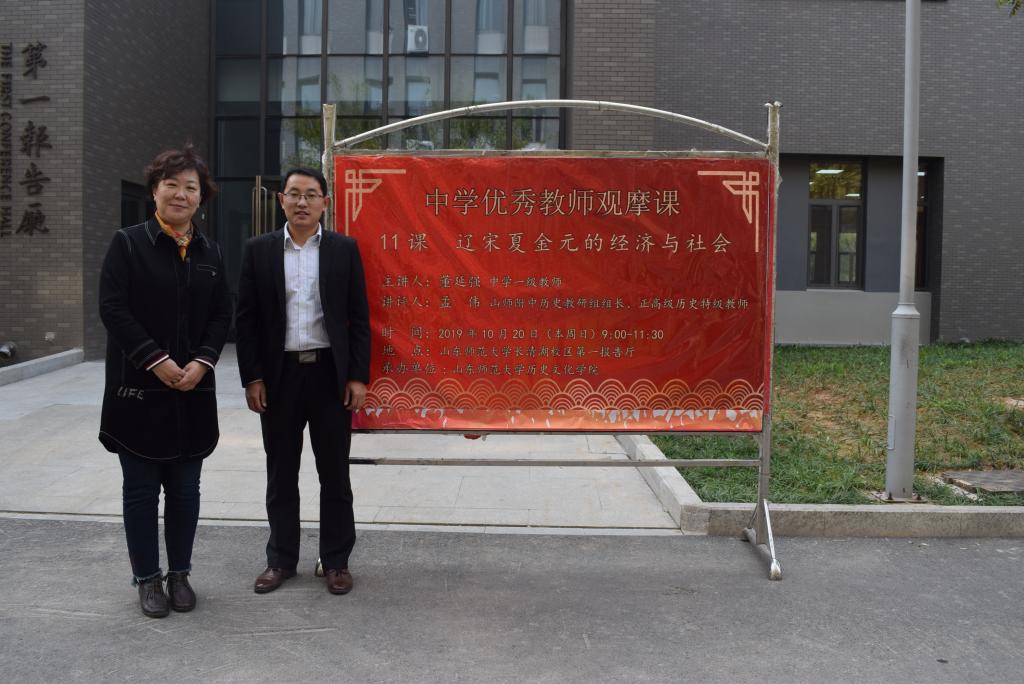 第一报告厅
THE FIRST CONFERENCE HALL
中学优秀教师观摩课
11课 辽宋夏金元的经济与社会
主讲人：董延强 中学一级教师
讲评人：孟 伟 山师附中历史教研组组长、正高级历史特级教师
时 间：2019年10月20日（本周日）9:00-11:30
地 点：山东师范大学长清湖校区第一报告厅
承办单位：山东师范大学历史文化学院
LIFE